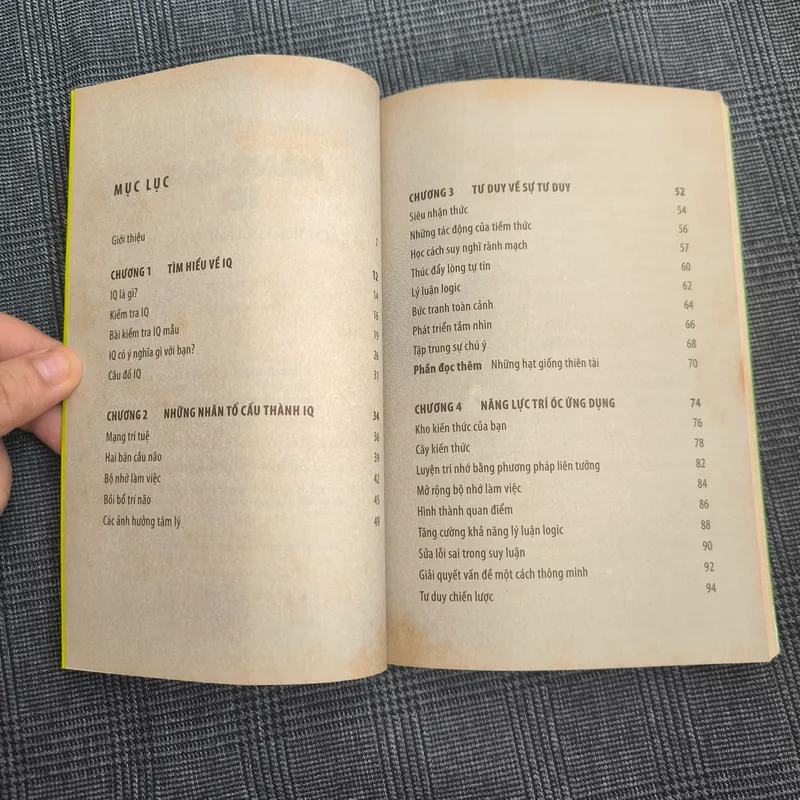 MỤC LỤC
Giới thiệu 7
CHƯƠNG 1 TÌM HIỂU VỀ IQ 12
IQ là gì? 14
Kiểm tra IQ 16
Bài kiểm tra IQ mẫu 19
IQ có ý nghĩa gì với bạn? 26
Câu đố IQ 31
CHƯƠNG 2 NHỮNG NHÂN TỐ CẤU THÀNH IQ 34
Mạng trí tuệ 36
Hai bán cầu não 39
Bộ nhớ làm việc 42
Bồi bổ trí não 45
Các ảnh hưởng tâm lý 49
CHƯƠNG 3 TƯ DUY VỀ SỰ TƯ DUY 52
Siêu nhận thức 54
Những tác động của tiềm thức 56
Học cách suy nghĩ rành mạch 57
Thúc đẩy lòng tự tin 60
Lý luận logic 62
Bức tranh toàn cảnh 64
Phát triển tầm nhìn 66
Tập trung sự chú ý 68
Phần đọc thêm Những hạt giống thiên tài 70
CHƯƠNG 4 NĂNG LỰC TRÍ ÓC ỨNG DỤNG 74
Kho kiến thức của bạn 76
Cây kiến thức 78
Luyện trí nhớ bằng phương pháp liên tưởng 82
Mở rộng bộ nhớ làm việc 84
Hình thành quan điểm 86
Tăng cường khả năng lý luận logic 88
Sửa lỗi sai trong suy luận 90
Giải quyết vấn đề một cách thông minh 92
Tư duy chiến lược 94